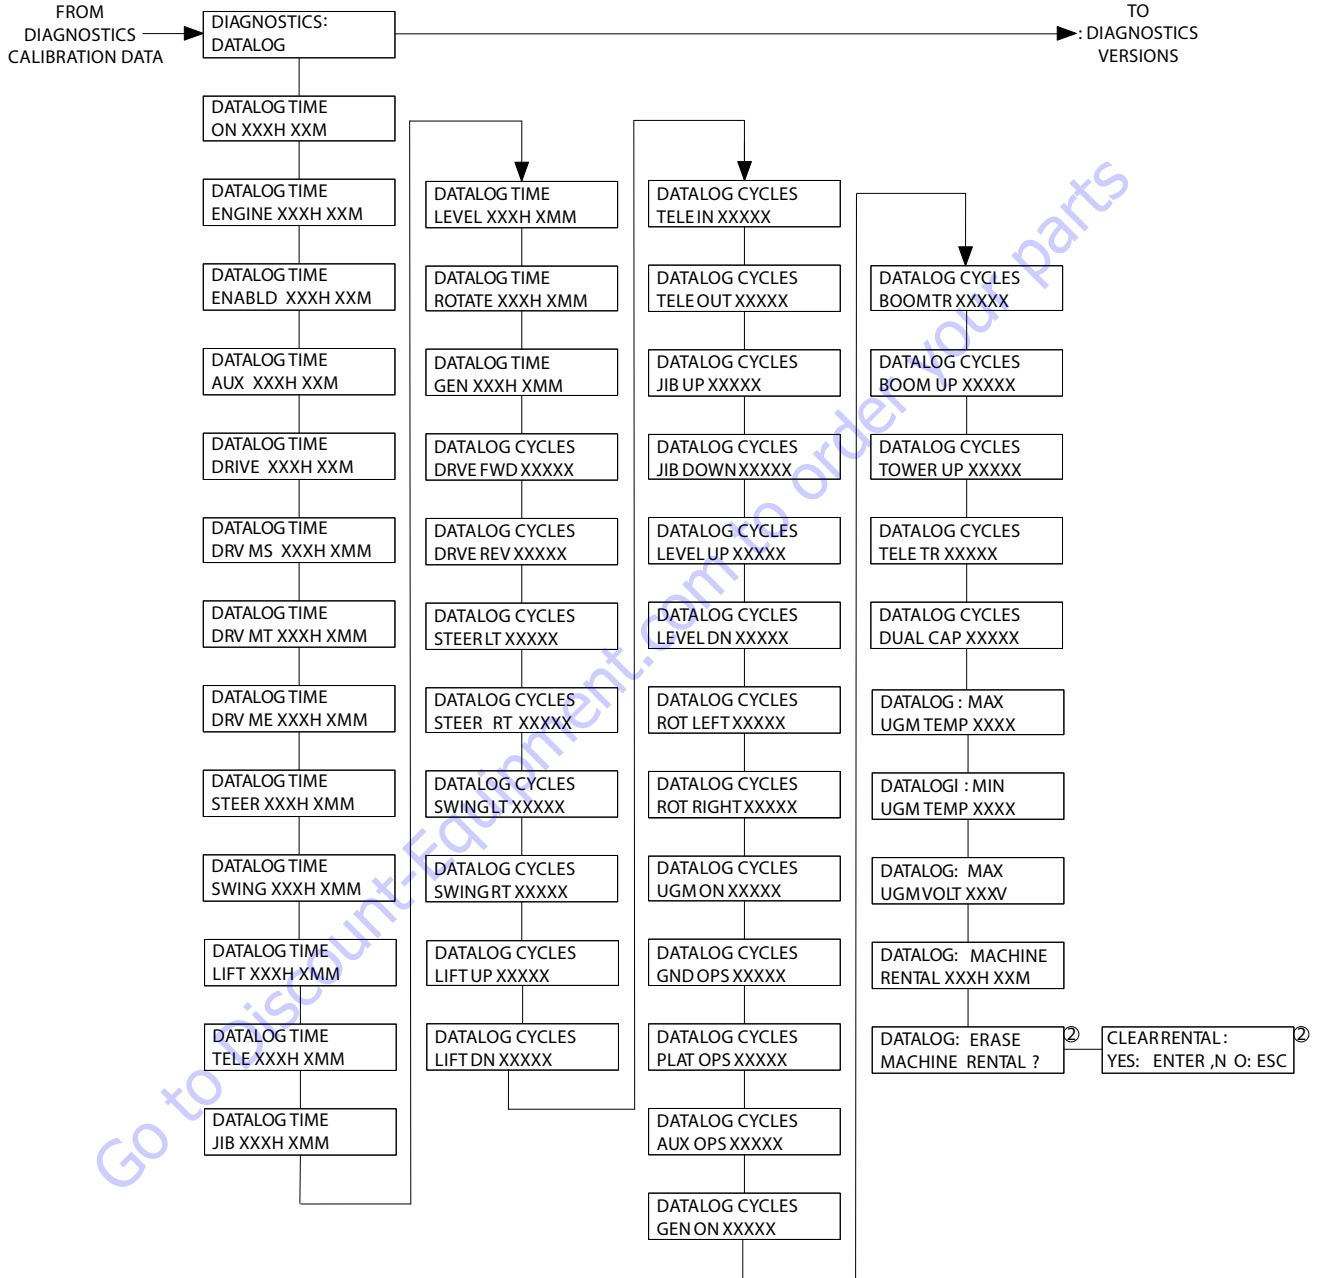 FROM
DIAGNOSTICS
CALIBRATION DATA
DIAGNOSTICS:
DATALOG
TO
: DIAGNOSTICS
VERSIONS
DATALOG TIME
ON XXXH XXM
DATALOG TIME
ENGINE XXXH XXM
DATALOG TIME
ENABLD XXXH XXM
DATALOG TIME
AUX XXXH XXM
DATALOG TIME
DRIVE XXXH XXM
DATALOG TIME
DRV MS XXXH XMM
DATALOG TIME
DRV MT XXXH XMM
DATALOG TIME
DRV ME XXXH XMM
DATALOG TIME
STEER XXXH XMM
DATALOG TIME
SWING XXXH XMM
DATALOG TIME
LIFT XXXH XMM
DATALOG TIME
TELE XXXH XMM
DATALOG TIME
JIB XXXH XMM
DATALOG TIME
LEVEL XXXH XMM
DATALOG TIME
ROTATE XXXH XMM
DATALOG TIME
GEN XXXH XMM
DATALOG CYCLES
DRVE FWD XXXXX
DATALOG CYCLES
DRVE REV XXXXX
DATALOG CYCLES
STEER LT XXXXX
DATALOG CYCLES
STEER RT XXXXX
DATALOG CYCLES
SWING LT XXXXX
DATALOG CYCLES
SWING RT XXXXX
DATALOG CYCLES
LIFT UP XXXXX
DATALOG CYCLES
LIFT DN XXXXX
DATALOG CYCLES
TELE IN XXXXX
DATALOG CYCLES
TELE OUT XXXXX
DATALOG CYCLES
JIB UP XXXXX
DATALOG CYCLES
JIB DOWN XXXXX
DATALOG CYCLES
LEVEL UP XXXXX
DATALOG CYCLES
LEVEL DN XXXXX
DATALOG CYCLES
ROT LEFT XXXXX
DATALOG CYCLES
ROT RIGHT XXXXX
DATALOG CYCLES
UGM ON XXXXX
DATALOG CYCLES
GND OPS XXXXX
DATALOG CYCLES
PLAT OPS XXXXX
DATALOG CYCLES
AUX OPS XXXXX
DATALOG CYCLES
GEN ON XXXXX
DATALOG CYCLES
BOOM TR XXXXX
DATALOG CYCLES
BOOM UP XXXXX
DATALOG CYCLES
TOWER UP XXXXX
DATALOG CYCLES
TELE TR XXXXX
DATALOG CYCLES
DUAL CAP XXXXX
DATALOG : MAX
UGM TEMP XXXX
DATALOGI : MIN
UGM TEMP XXXX
DATALOG: MAX
UGM VOLT XXXV
DATALOG: MACHINE
RENTAL XXXH XXM
DATALOG: ERASE
MACHINE RENTAL ?
②
CLEAR RENTAL :
YES: ENTER ,N O: ESC
②
Go to Discount-Equipment.com to order your parts